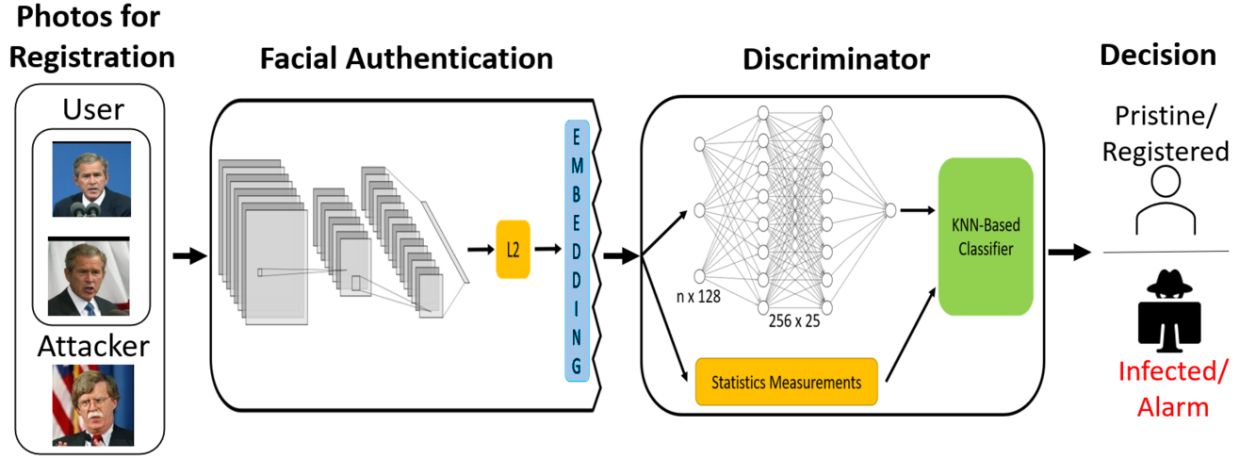 Photos for
Registration
User
Attacker
Facial Authentication
L2
EMBEDDING
Discriminator
n x 128
256 x 25
Statistics Measurements
KNN-Based
Classifier
Decision
Pristine/
Registered
Infected/
Alarm